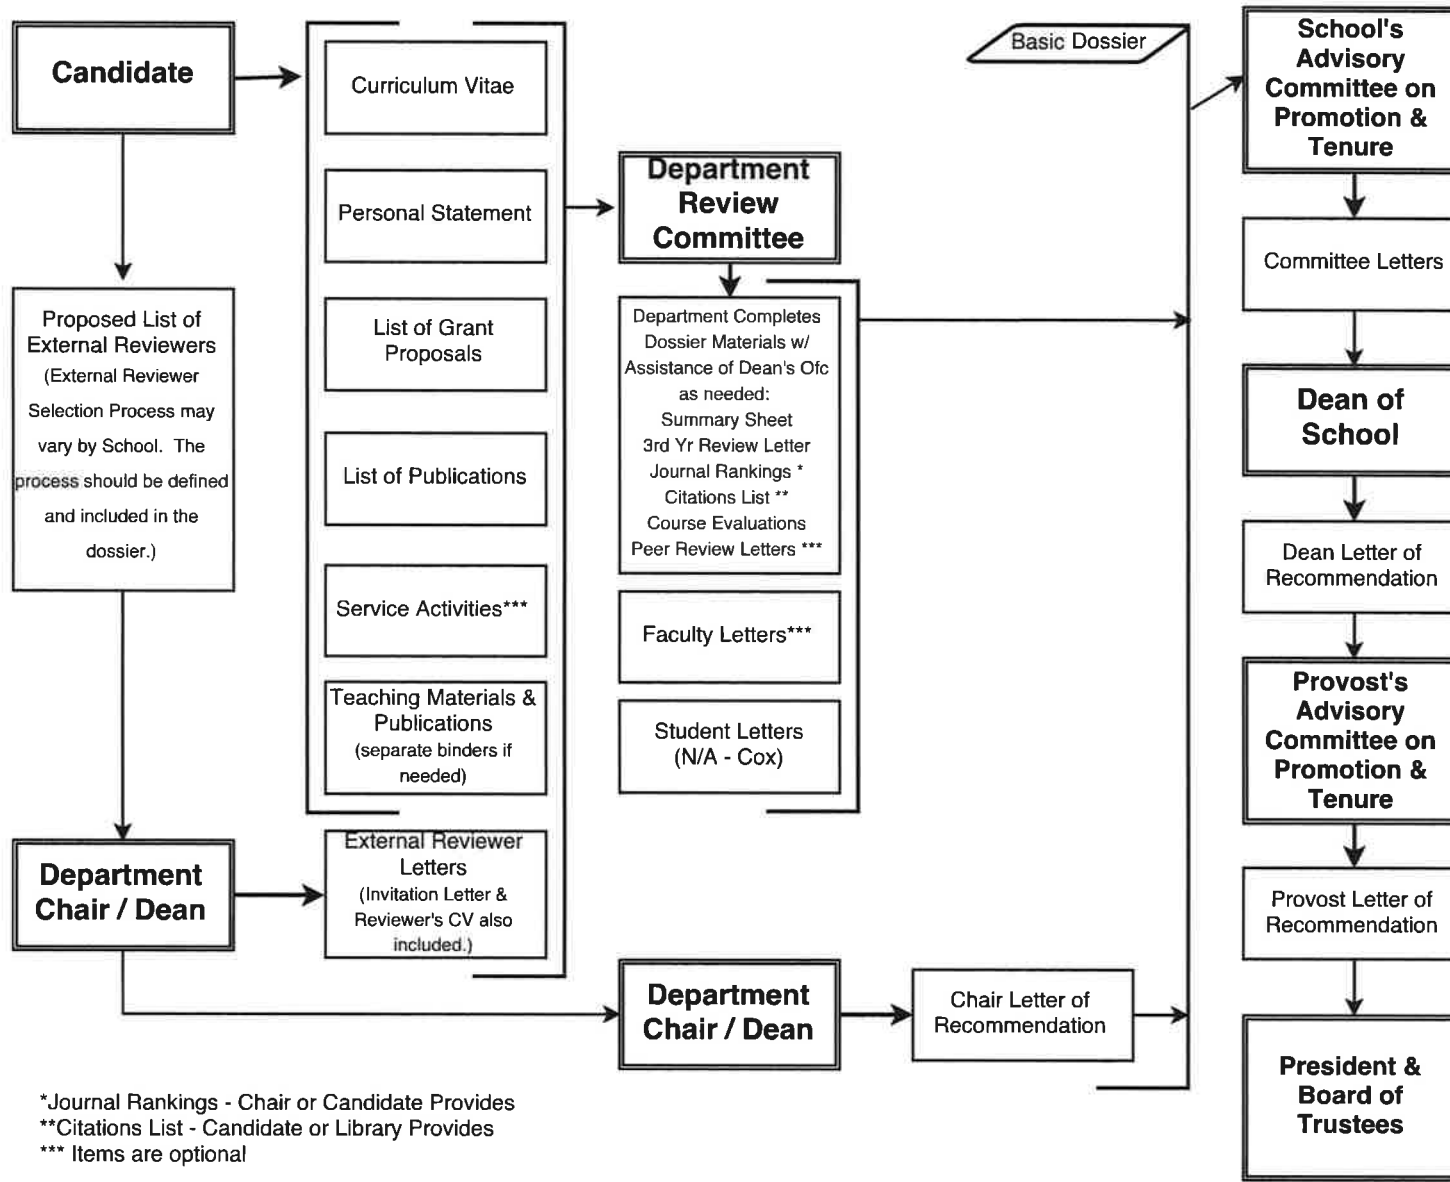 Candidate
Proposed List of
External Reviewers
(External Reviewer
Selection Process may
vary by School. The
process should be defined
and included in the
dossier.)
Department
Chair / Dean
Curriculum Vitae
Personal Statement
List of Grant
Proposals
List of Publications
Service Activities***
Teaching Materials &
Publications
(separate binders if
needed)
External Reviewer
Letters
(Invitation Letter &
Reviewer's CV also
included.)
Department
Review
Committee
Department Completes
Dossier Materials w/
Assistance of Dean's Ofc
as needed:
Summary Sheet
3rd Yr Review Letter
Journal Rankings *
Citations List **
Course Evaluations
Peer Review Letters ***
Faculty Letters***
Student Letters
(N/A - Cox)
Department
Chair / Dean
Chair Letter of
Recommendation
Basic Dossier
School's
Advisory
Committee on
Promotion &
Tenure
Committee Letters
Dean of
School
Dean Letter of
Recommendation
Provost's
Advisory
Committee on
Promotion &
Tenure
Provost Letter of
Recommendation
President &
Board of
Trustees
*Journal Rankings - Chair or Candidate Provides
**Citations List - Candidate or Library Provides
*** Items are optional